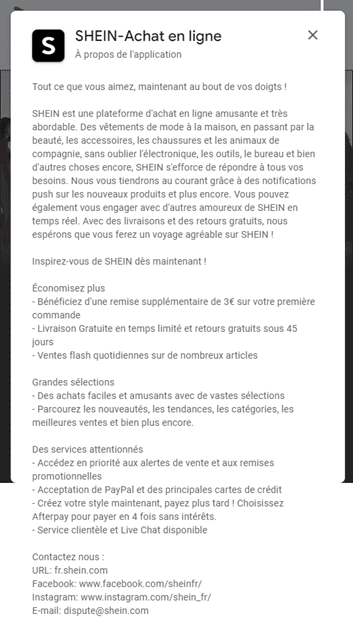 S
SHEIN-Achat en ligne
À propos de l'application
Tout ce que vous aimez, maintenant au bout de vos doigts !
SHEIN est une plateforme d'achat en ligne amusante et très
abordable. Des vêtements de mode à la maison, en passant par la
beauté, les accessoires, les chaussures et les animaux de
compagnie, sans oublier l'électronique, les outils, le bureau et bien
d'autres choses encore, SHEIN s'efforce de répondre à tous vos
besoins. Nous vous tiendrons au courant grâce à des notifications
push sur les nouveaux produits et plus encore. Vous pouvez
également vous engager avec d'autres amoureux de SHEIN en
temps réel. Avec des livraisons et des retours gratuits, nous
espérons que vous ferez un voyage agréable sur SHEIN !
Inspirez-vous de SHEIN dès maintenant !
Économisez plus
- Bénéficiez d'une remise supplémentaire de 3€ sur votre première
commande
- Livraison Gratuite en temps limité et retours gratuits sous 45
jours
- Ventes flash quotidiennes sur de nombreux articles
Grandes sélections
- Des achats faciles et amusants avec de vastes sélections
- Parcourez les nouveautés, les tendances, les catégories, les
meilleures ventes et bien plus encore.
Des services attentionnés
- Accédez en priorité aux alertes de vente et aux remises
promotionnelles
- Acceptation de PayPal et des principales cartes de crédit
- Créez votre style maintenant, payez plus tard ! Choisissez
Afterpay pour payer en 4 fois sans intérêts.
- Service clientèle et Live Chat disponible
Contactez nous :
URL: fr.shein.com
Facebook: www.facebook.com/sheinfr/
Instagram: www.instagram.com/shein_fr/
E-mail: dispute@shein.com